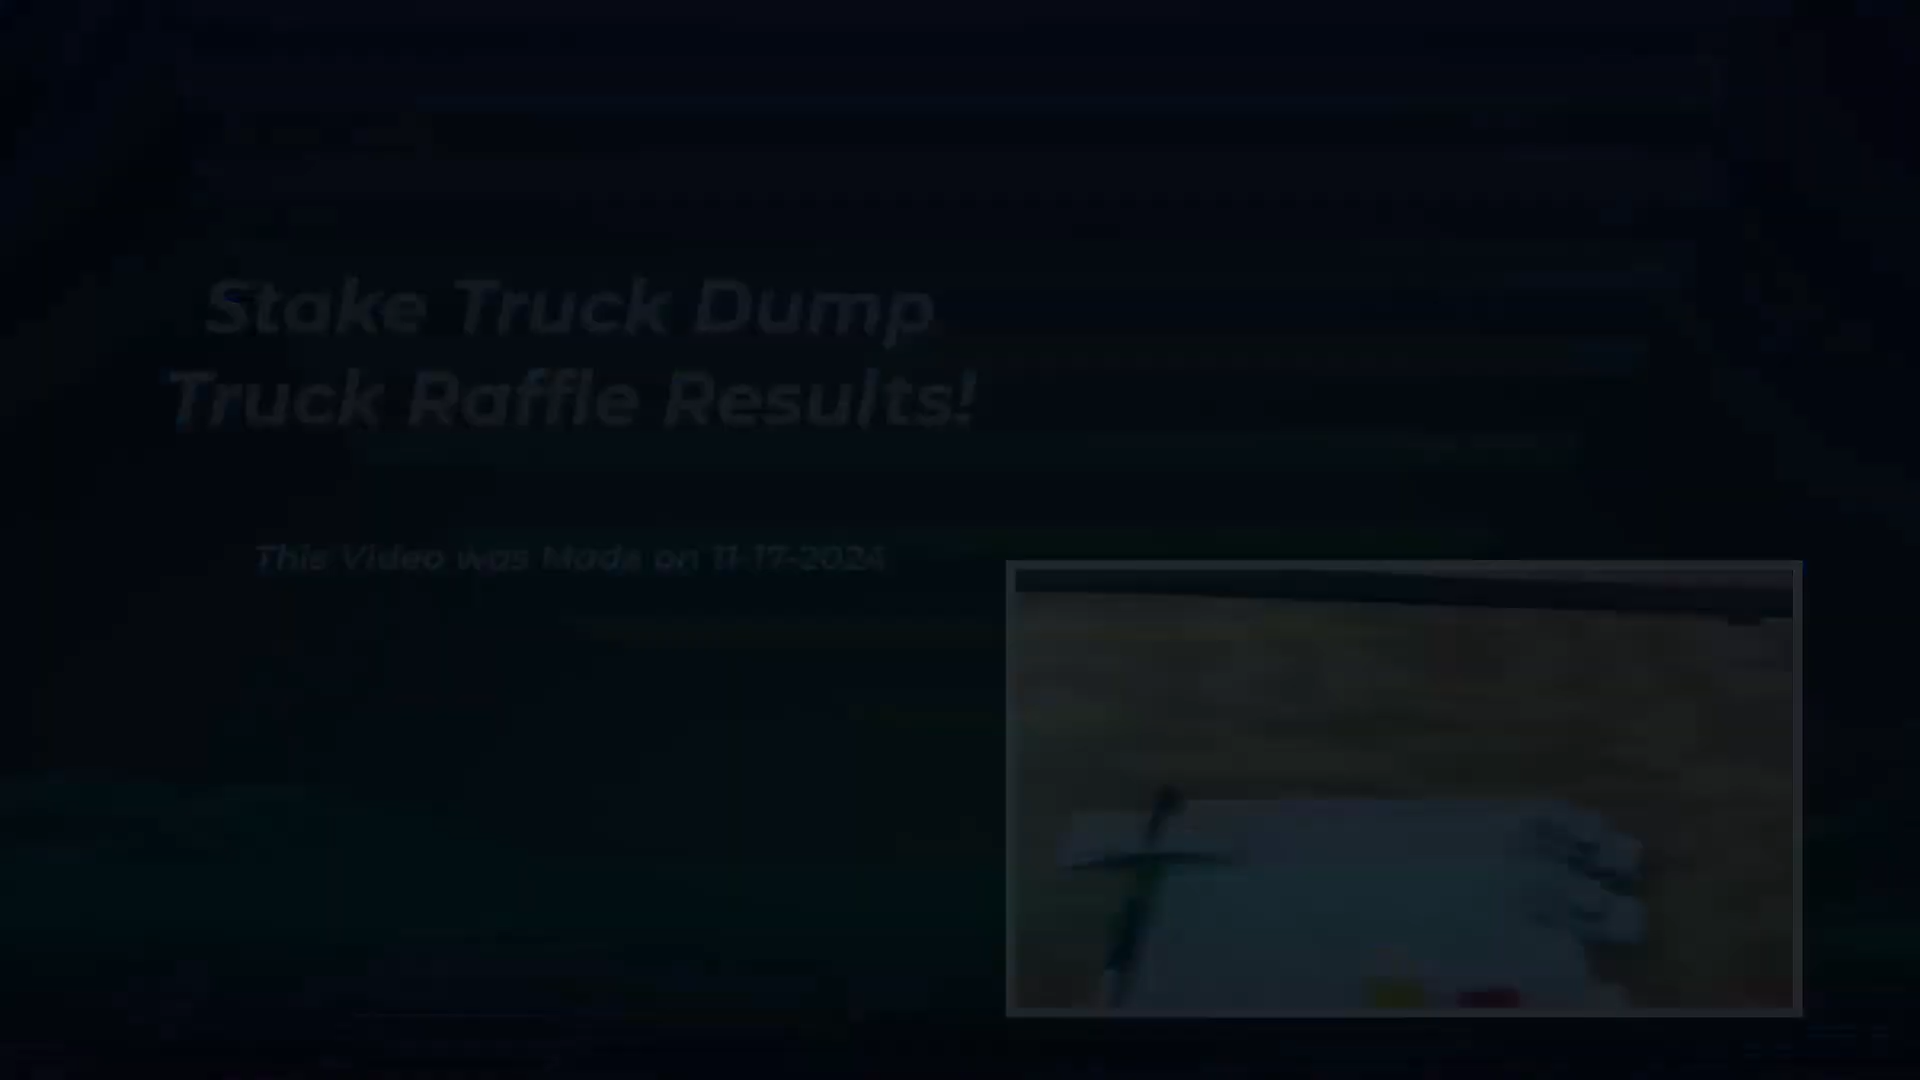 Stake Truck Dump
Truck Raffle Results!
This Video was Made on 11-17-2024